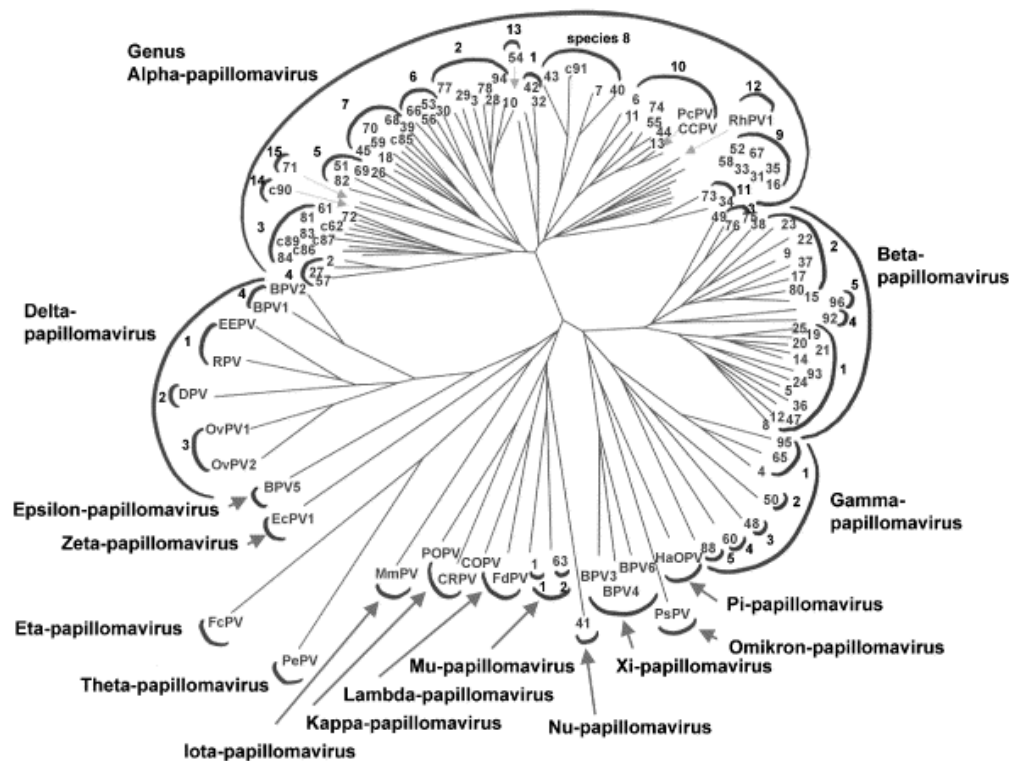 Genus
Alpha-papillomavirus
13
54
2
1
species 8
94
78
77
29
3
28
10
42
32
43
c91
7
40
10
6
11
74
55
44
13
PcPV
CCPV
12
RhPV1
9
52
67
58
33
31
35
16
11
73
34
6
53
66
56
30
7
70
68
39
59
c85
45
18
5
51
69
26
82
15
71
14
c90
3
61
81
72
83
c62
c89
c87
c86
84
4
2
27
57
Beta-
papillomavirus
3
49
75
76
38
2
23
22
9
37
17
80
15
5
96
4
92
1
25
19
20
21
14
93
24
5
36
12
47
8
Gamma-
papillomavirus
95
65
4
1
50
2
48
3
60
4
88
5
Delta-
papillomavirus
4
BPV2
BPV1
1
EEPV
RPV
2
DPV
3
OvPV1
OvPV2
Epsilon-papillomavirus
BPV5
Zeta-papillomavirus
EcPV1
Eta-papillomavirus
FcPV
Theta-papillomavirus
PePV
Iota-papillomavirus
MmPV
Kappa-papillomavirus
POPV
CRPV
Lambda-papillomavirus
COPV
FdPV
Mu-papillomavirus
1
63
1
2
Nu-papillomavirus
41
Xi-papillomavirus
BPV3
BPV6
BPV4
Omikron-papillomavirus
PsPV
Pi-papillomavirus
HaOPV